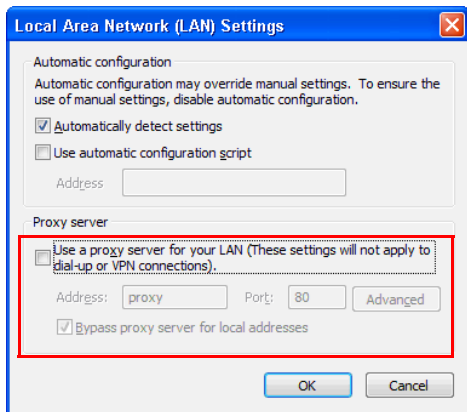 Local Area Network (LAN) Settings
Automatic configuration
Automatic configuration may override manual settings. To ensure the
use of manual settings, disable automatic configuration.
Automatically detect settings
Use automatic configuration script
Address
Proxy server
Use a proxy server for your LAN (These settings will not apply to
dial-up or VPN connections).
Address: proxy Port: 80 Advanced
Bypass proxy server for local addresses
OK Cancel